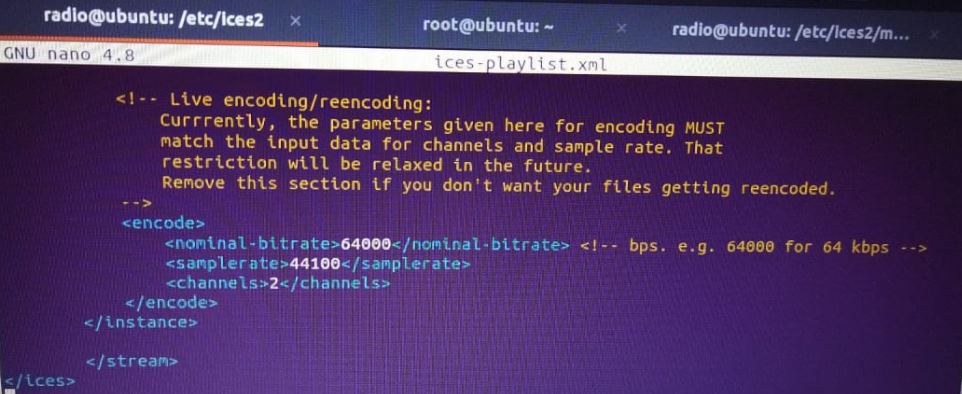 radio@ubuntu: /etc/ices2 × root@ubuntu: ~ × radio@ubuntu: /etc/ices2/m... ×
GNU nano 4.8 ices-playlist.xml
<!-- Live encoding/reencoding:
Currrently, the parameters given here for encoding MUST
match the input data for channels and sample rate. That
restriction will be relaxed in the future.
Remove this section if you don't want your files getting reencoded.
-->
<encode>
<nominal-bitrate>64000</nominal-bitrate> <!-- bps. e.g. 64000 for 64 kbps -->
<samplerate>44100</samplerate>
<channels>2</channels>
</encode>
</instance>
</stream>
</ices>